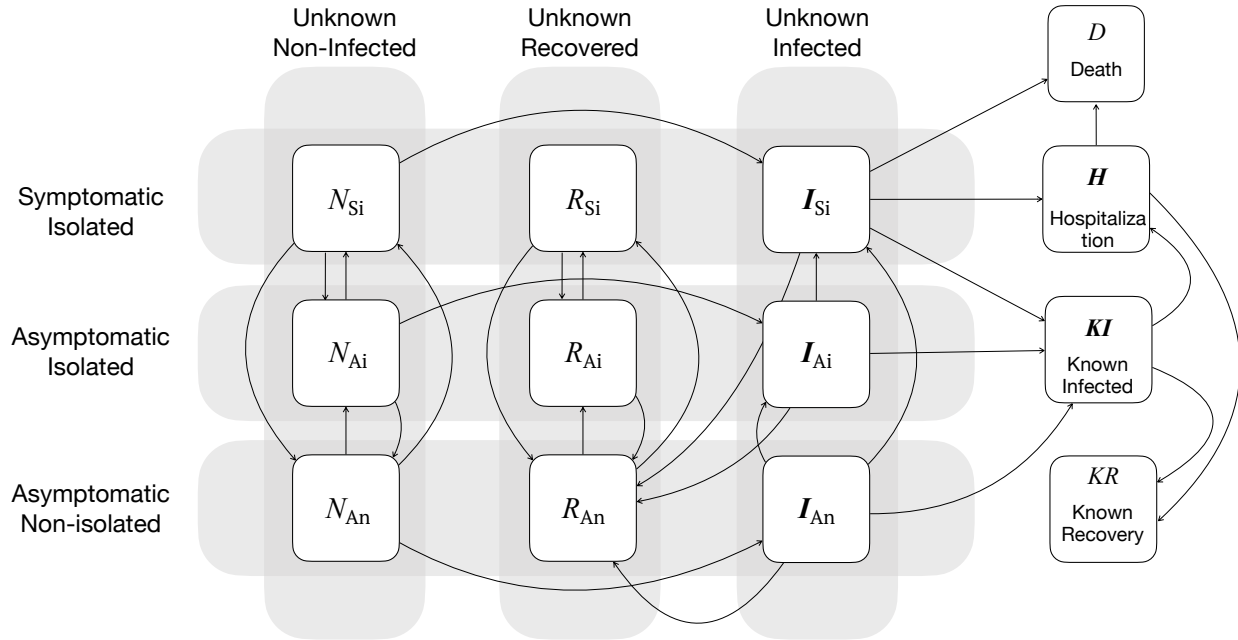 Unknown
Non-Infected
Unknown
Recovered
Unknown
Infected
D
Death
Symptomatic
Isolated
N_Si
R_Si
I_Si
H
Hospitaliza
tion
Asymptomatic
Isolated
N_Ai
R_Ai
I_Ai
KI
Known
Infected
Asymptomatic
Non-isolated
N_An
R_An
I_An
KR
Known
Recovery